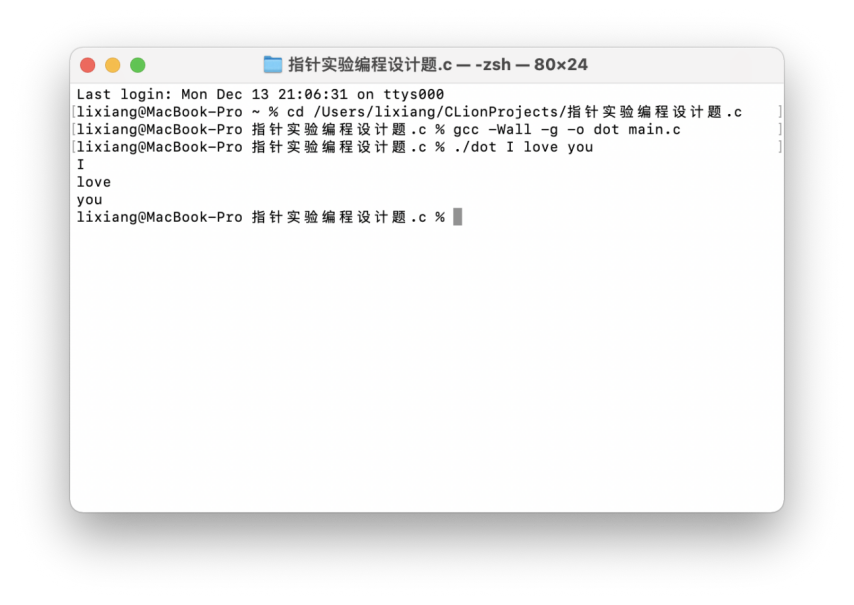 指针实验编程设计题.c — -zsh — 80×24
Last login: Mon Dec 13 21:06:31 on ttys000
[lixiang@MacBook-Pro ~ % cd /Users/lixiang/CLionProjects/指针实验编程设计题.c ]
[lixiang@MacBook-Pro 指针实验编程设计题.c % gcc -Wall -g -o dot main.c ]
[lixiang@MacBook-Pro 指针实验编程设计题.c % ./dot I love you ]
I
love
you
lixiang@MacBook-Pro 指针实验编程设计题.c %